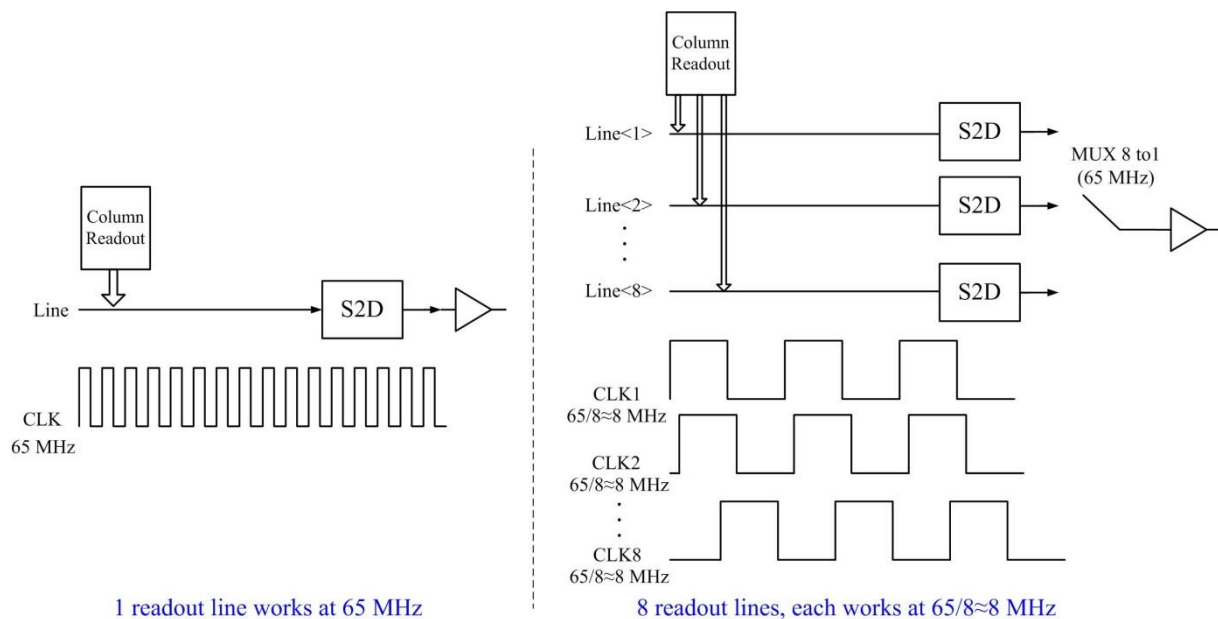 Column
Readout
Line
S2D
CLK
65 MHz
1 readout line works at 65 MHz
Column
Readout
Line<1>
S2D
MUX 8 to1
(65 MHz)
Line<2>
S2D
Line<8>
S2D
CLK1
65/8≈8 MHz
CLK2
65/8≈8 MHz
CLK8
65/8≈8 MHz
8 readout lines, each works at 65/8≈8 MHz